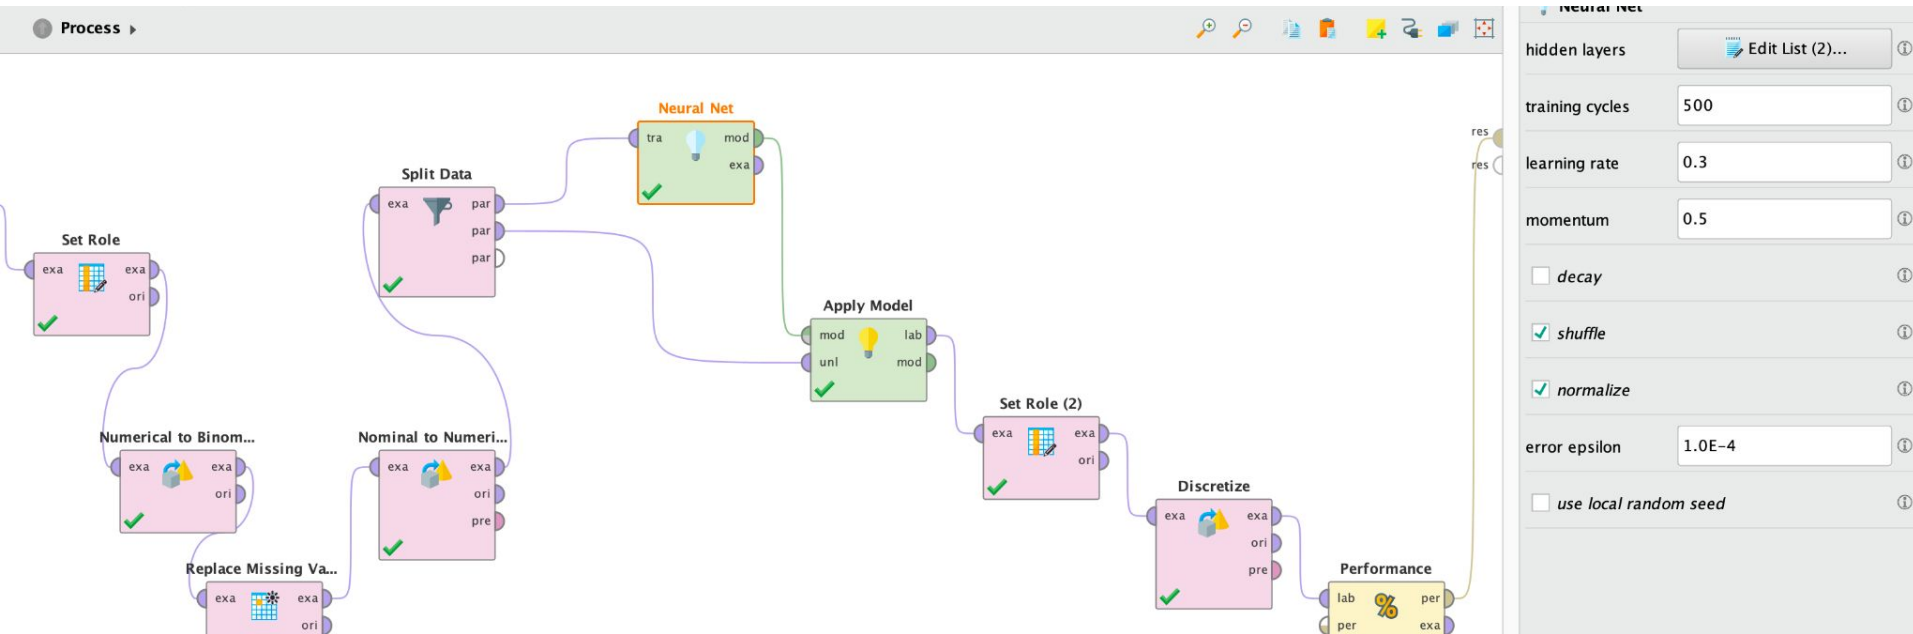 Process
Neural Net
tra
mod
exa
Split Data
exa
par
par
par
Set Role
exa
exa
ori
Apply Model
mod
lab
unl
mod
Set Role (2)
exa
exa
ori
Numerical to Binom...
exa
exa
ori
Nominal to Numeri...
exa
exa
ori
pre
Discretize
exa
exa
ori
pre
Replace Missing Va...
exa
exa
ori
Performance
lab
per
per
exa
%
res
res
Neural Net
hidden layers
Edit List (2)...
training cycles
500
learning rate
0.3
momentum
0.5
decay
shuffle
normalize
error epsilon
1.0E-4
use local random seed